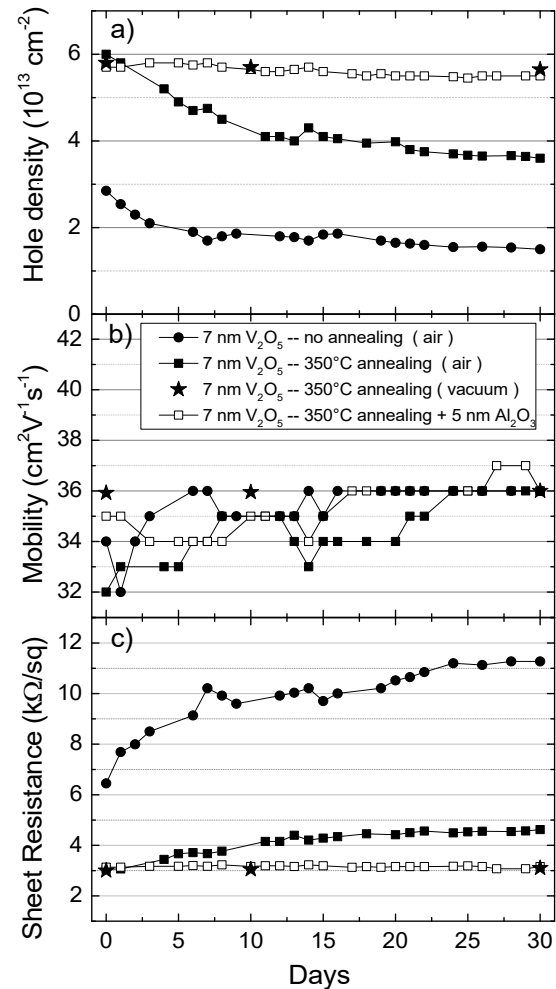 a)
6
4
2
0
Hole density (10¹³ cm⁻²)
b)
● 7 nm V₂O₅ -- no annealing ( air )
■ 7 nm V₂O₅ -- 350°C annealing ( air )
★ 7 nm V₂O₅ -- 350°C annealing ( vacuum )
□ 7 nm V₂O₅ -- 350°C annealing + 5 nm Al₂O₃
42
40
38
36
34
32
Mobility (cm²V⁻¹s⁻¹)
c)
12
10
8
6
4
2
Sheet Resistance (kΩ/sq)
0 5 10 15 20 25 30
Days